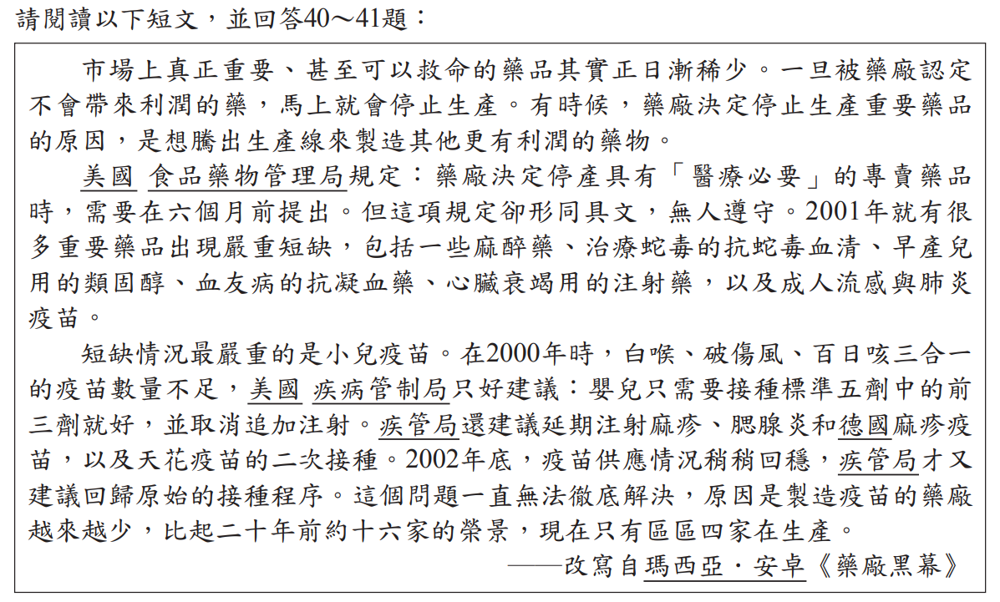 請閱讀以下短文，並回答40～41題：
市場上真正重要、甚至可以救命的藥品其實正日漸稀少。一旦被藥廠認定
不會帶來利潤的藥，馬上就會停止生產。有時候，藥廠決定停止生產重要藥品
的原因，是想騰出生產線來製造其他更有利潤的藥物。
美國 食品藥物管理局規定：藥廠決定停產具有「醫療必要」的專賣藥品
時，需要在六個月前提出。但這項規定卻形同具文，無人遵守。2001年就有很
多重要藥品出現嚴重短缺，包括一些麻醉藥、治療蛇毒的抗蛇毒血清、早產兒
用的類固醇、血友病的抗凝血藥、心臟衰竭用的注射藥，以及成人流感與肺炎
疫苗。
短缺情況最嚴重的是小兒疫苗。在2000年時，白喉、破傷風、百日咳三合一
的疫苗數量不足，美國 疾病管制局只好建議：嬰兒只需要接種標準五劑中的前
三劑就好，並取消追加注射。疾管局還建議延期注射麻疹、腮腺炎和德國麻疹疫
苗，以及天花疫苗的二次接種。2002年底，疫苗供應情況稍稍回穩，疾管局才又
建議回歸原始的接種程序。這個問題一直無法徹底解決，原因是製造疫苗的藥廠
越來越少，比起二十年前約十六家的榮景，現在只有區區四家在生產。
——改寫自瑪西亞．安卓《藥廠黑幕》